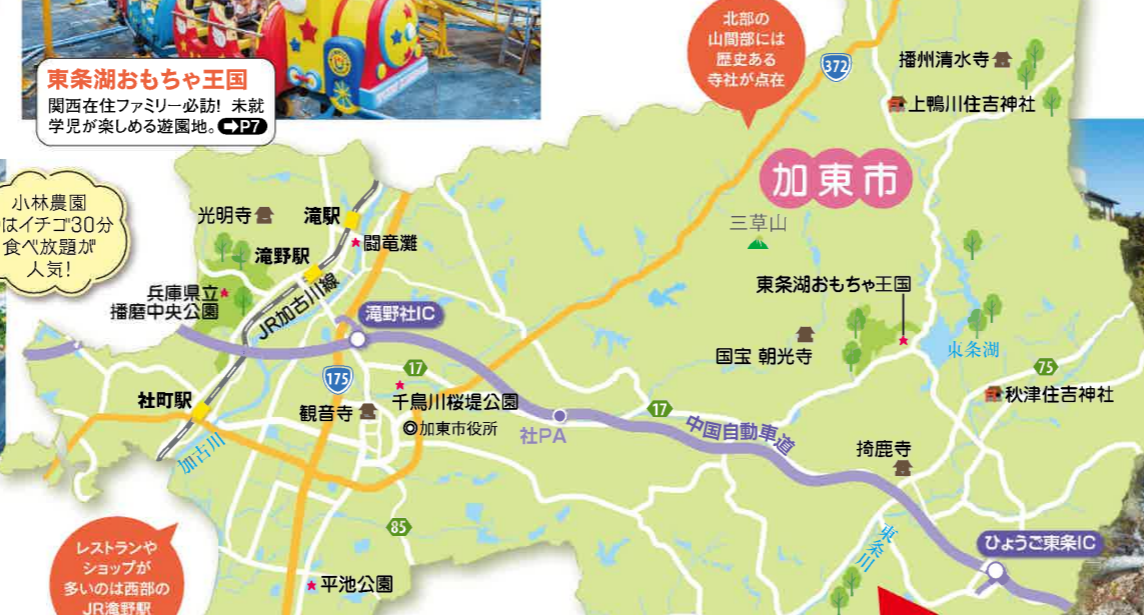 東条湖おもちゃ王国
関西在住ファミリー必訪! 未就
学児が楽しめる遊園地。➡P7
北部の
山間部には
歴史ある
寺社が点在
372
播州清水寺
上鴨川住吉神社
加東市
小林農園
はイチゴ30分
食べ放題が
人気!
光明寺
滝駅
闘竜灘
滝野駅
三草山
兵庫県立
播磨中央公園
JR加古川線
滝野社IC
東条湖おもちゃ王国
国宝 朝光寺
東条湖
175
17
75
社町駅
観音寺
千鳥川桜堤公園
17
秋津住吉神社
◎加東市役所
社PA
中国自動車道
加古川
掎鹿寺
85
東条川
ひょうご東条IC
レストランや
ショップが
多いのは西部の
JR滝野駅
平池公園